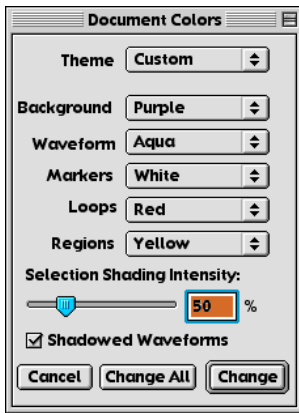 Document Colors
Theme Custom
Background Purple
Waveform Aqua
Markers White
Loops Red
Regions Yellow
Selection Shading Intensity:
50 %
Shadowed Waveforms
Cancel Change All Change